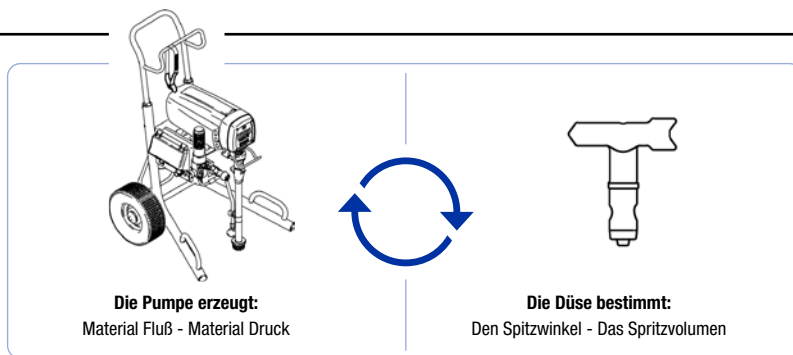 Die Pumpe erzeugt:
Material Fluß - Material Druck
Die Düse bestimmt:
Den Spitzwinkel - Das Spritzvolumen